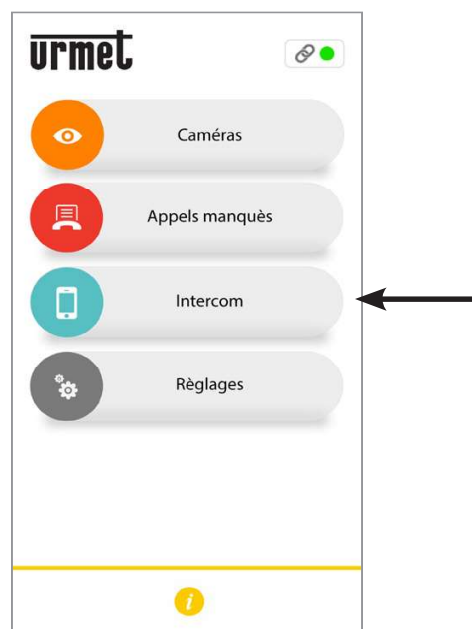 urmet
Caméras
Appels manquès
Intercom
Règlages
i